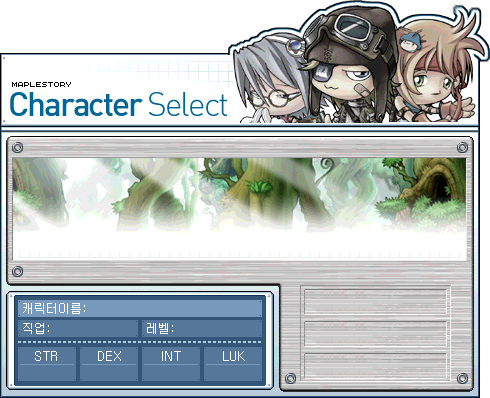 MAPLESTORY
Character Select
캐릭터이름:
직업: 레벨:
STR DEX INT LUK